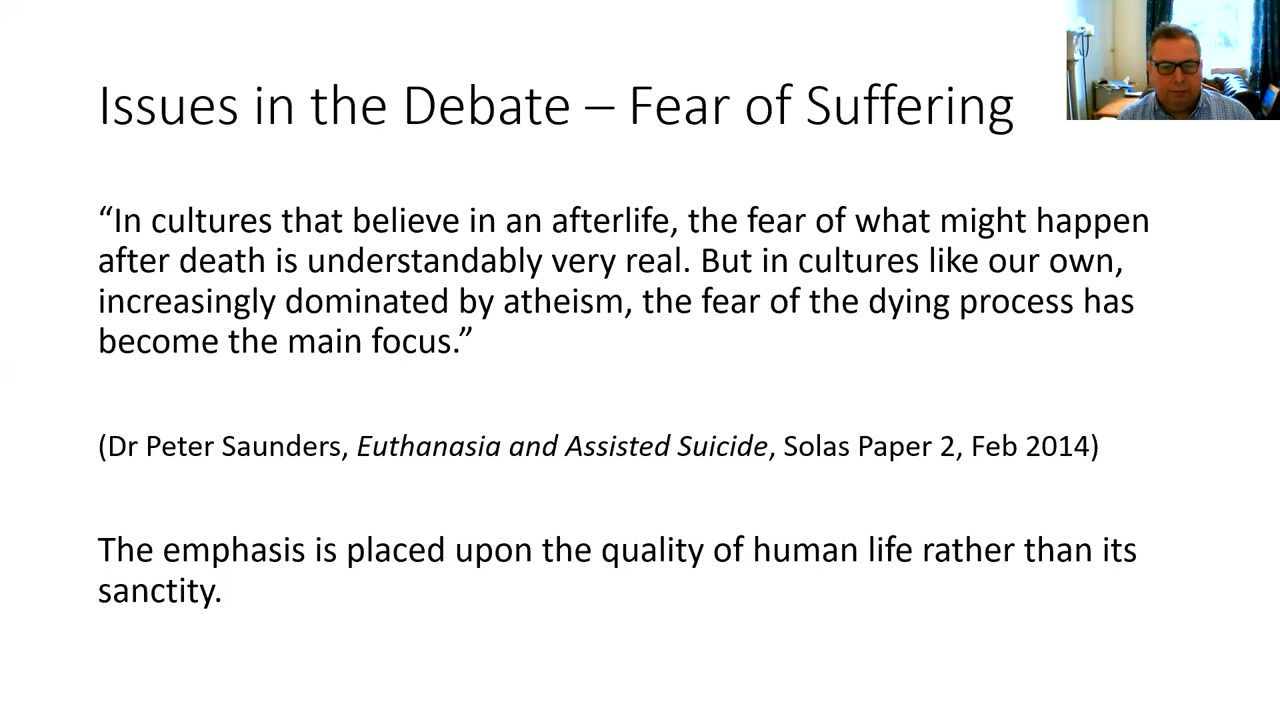 Issues in the Debate – Fear of Suffering
“In cultures that believe in an afterlife, the fear of what might happen
after death is understandably very real. But in cultures like our own,
increasingly dominated by atheism, the fear of the dying process has
become the main focus.”
(Dr Peter Saunders, Euthanasia and Assisted Suicide, Solas Paper 2, Feb 2014)
The emphasis is placed upon the quality of human life rather than its
sanctity.